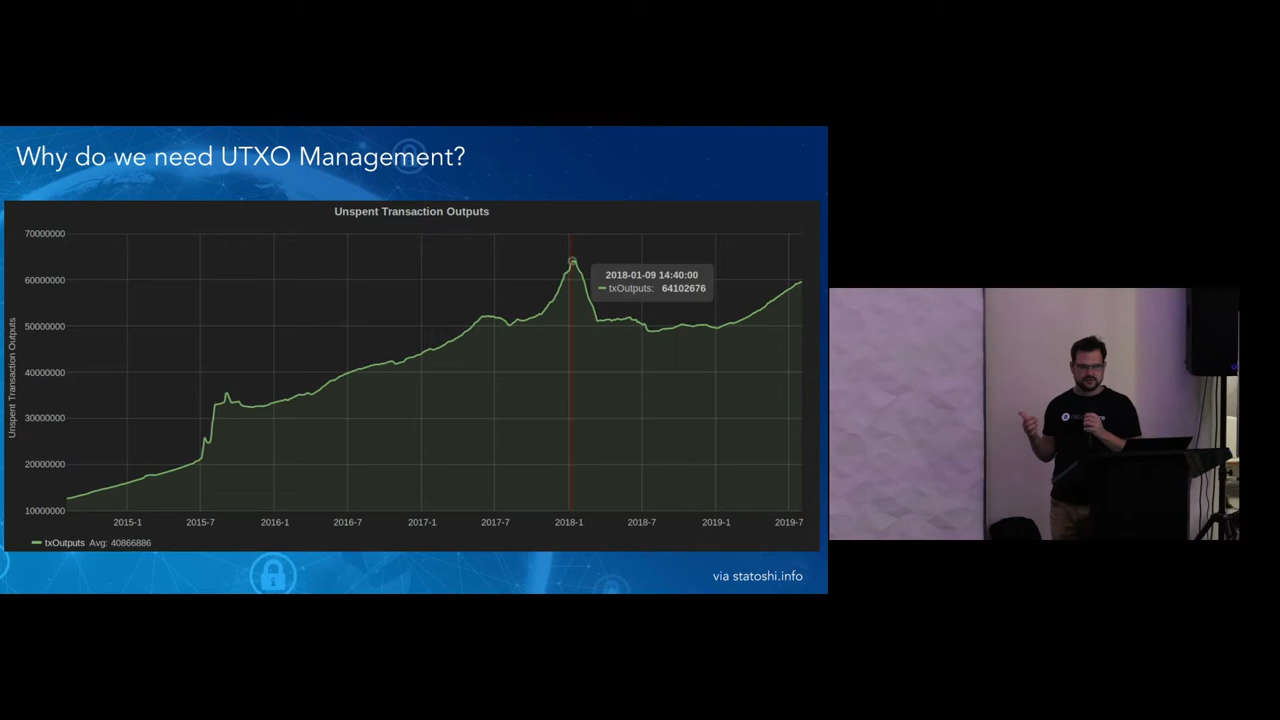 Why do we need UTXO Management?
Unspent Transaction Outputs
70000000
60000000
50000000
40000000
30000000
20000000
10000000
Unspent Transaction Outputs
2018-01-09 14:40:00
txOutputs: 64102676
2015-1 2015-7 2016-1 2016-7 2017-1 2017-7 2018-1 2018-7 2019-1 2019-7
txOutputs Avg: 40866886
via statoshi.info